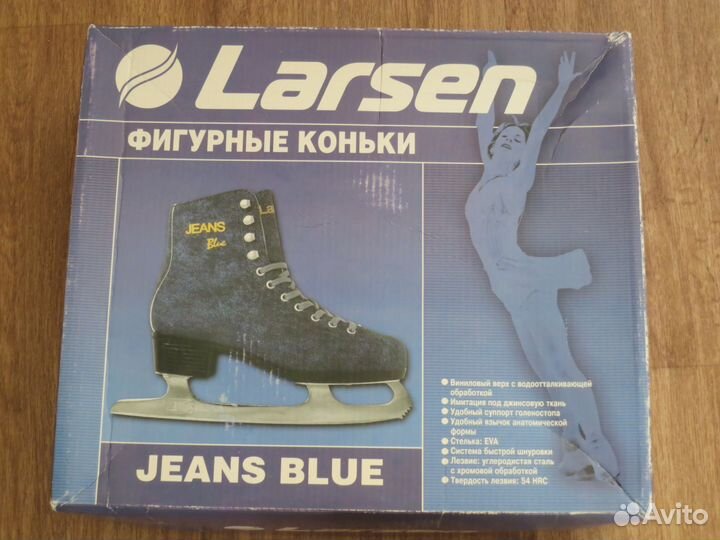 Larsen
ФИГУРНЫЕ КОНЬКИ
JEANS
Blue
La
• Виниловый верх с водоотталкивающей
обработкой
• Имитация под джинсовую ткань
• Удобный суппорт голеностопа
• Удобный язычок анатомической
формы
• Стелька: EVA
• Система быстрой шнуровки
• Лезвие: углеродистая сталь
с хромовой обработкой
• Твердость лезвия: 54 HRC
JEANS BLUE
Avito